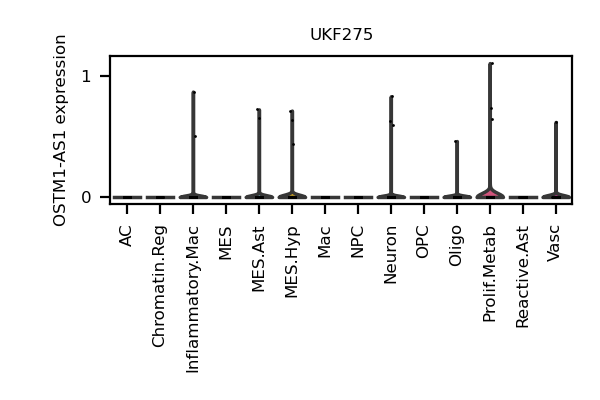 UKF275
OSTM1-AS1 expression
1
0
AC
Chromatin.Reg
Inflammatory.Mac
MES
MES.Ast
MES.Hyp
Mac
NPC
Neuron
OPC
Oligo
Prolif.Metab
Reactive.Ast
Vasc